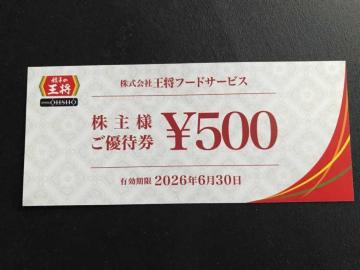 餃子の
王将
OHSHO
株式会社王将フードサービス
株主様
ご優待券
¥500
有効期限 2026年6月30日